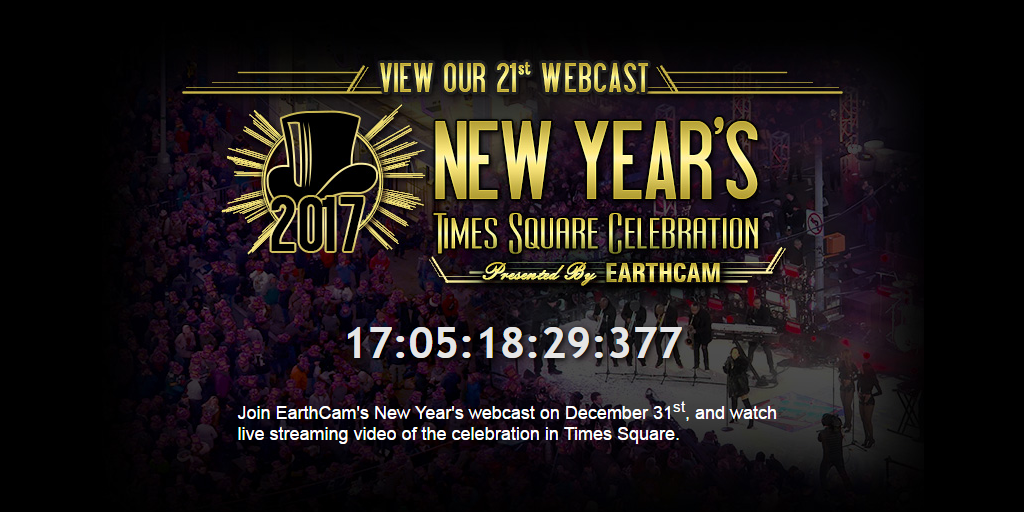 VIEW OUR 21st WEBCAST
NEW YEAR'S
2017
TIMES SQUARE CELEBRATION
Presented By EARTHCAM
17:05:18:29:377
Join EarthCam's New Year's webcast on December 31st, and watch
live streaming video of the celebration in Times Square.